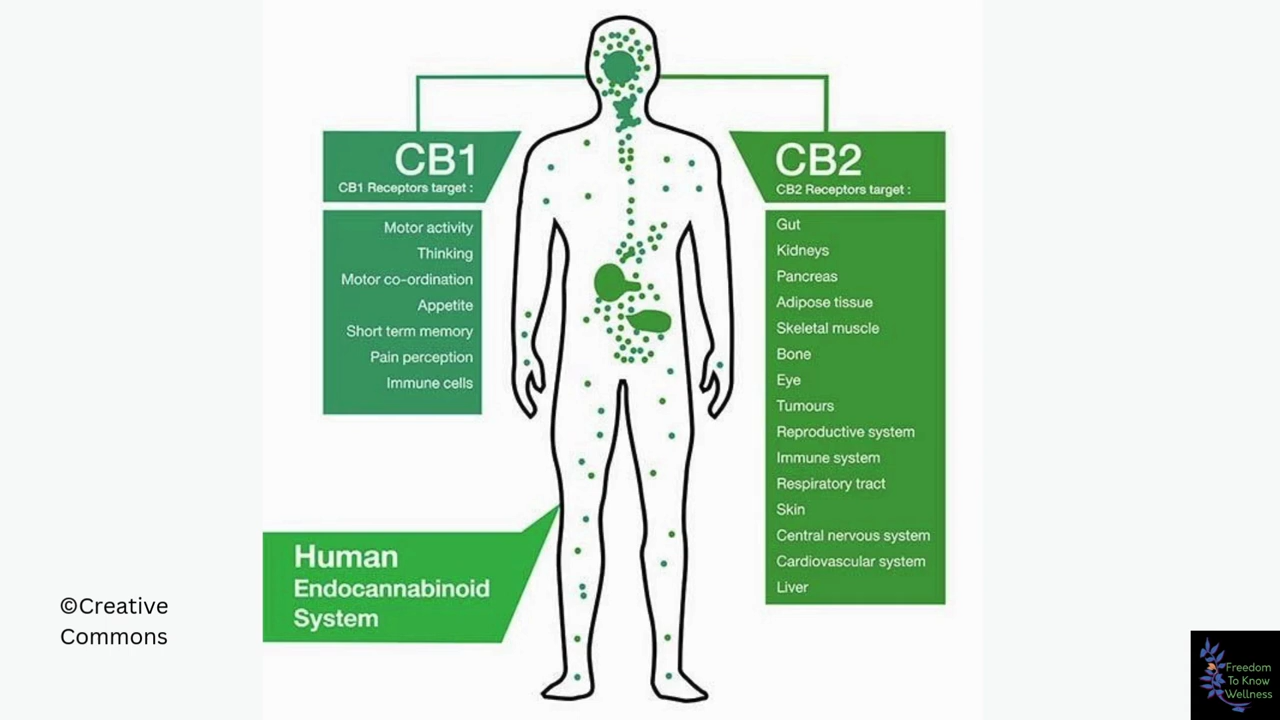 CB1
CB1 Receptors target :
Motor activity
Thinking
Motor co-ordination
Appetite
Short term memory
Pain perception
Immune cells
CB2
CB2 Receptors target :
Gut
Kidneys
Pancreas
Adipose tissue
Skeletal muscle
Bone
Eye
Tumours
Reproductive system
Immune system
Respiratory tract
Skin
Central nervous system
Cardiovascular system
Liver
Human
Endocannabinoid
System
©Creative
Commons
Freedom
To Know
Wellness